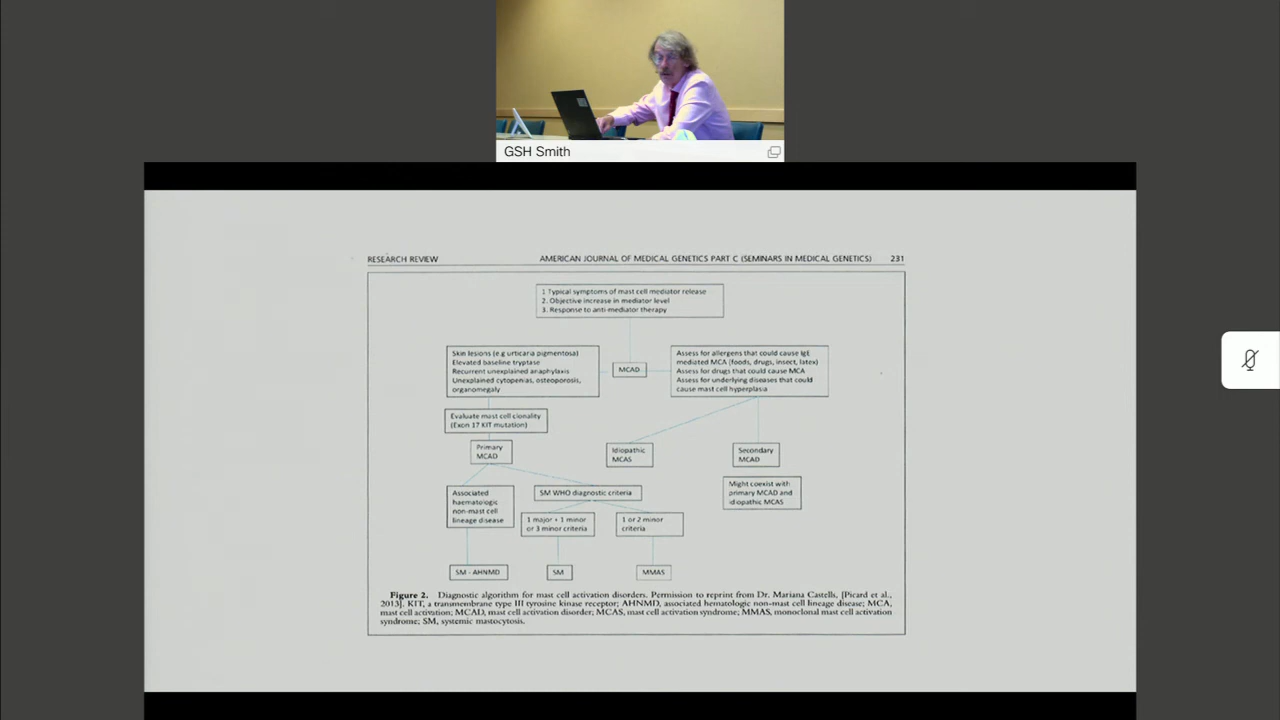 GSH Smith
RESEARCH REVIEW
AMERICAN JOURNAL OF MEDICAL GENETICS PART C (SEMINARS IN MEDICAL GENETICS) 231
1. Typical symptoms of mast cell mediator release
2. Objective increase in mediator level
3. Response to anti-mediator therapy
Skin lesions (e.g urticaria pigmentosa)
Elevated baseline tryptase
Recurrent unexplained anaphylaxis
Unexplained cytopenias, osteoporosis,
organomegaly
MCAD
Assess for allergens that could cause IgE
mediated MCA (foods, drugs, insect, latex)
Assess for drugs that could cause MCA
Assess for underlying diseases that could
cause mast cell hyperplasia
Evaluate mast cell clonality
(Exon 17 KIT mutation)
Primary
MCAD
Idiopathic
MCAS
Secondary
MCAD
Associated
haematologic
non-mast cell
lineage disease
SM WHO diagnostic criteria
Might coexist with
primary MCAD and
idiopathic MCAS
1 major + 1 minor
or 3 minor criteria
1 or 2 minor
criteria
SM - AHNMD
SM
MMAS
Figure 2. Diagnostic algorithm for mast cell activation disorders. Permission to reprint from Dr. Mariana Castells, [Picard et al.,
2013]. KIT, a transmembrane type III tyrosine kinase receptor; AHNMD, associated hematologic non-mast cell lineage disease; MCA,
mast cell activation; MCAD, mast cell activation disorder; MCAS, mast cell activation syndrome; MMAS, monoclonal mast cell activation
syndrome; SM, systemic mastocytosis.